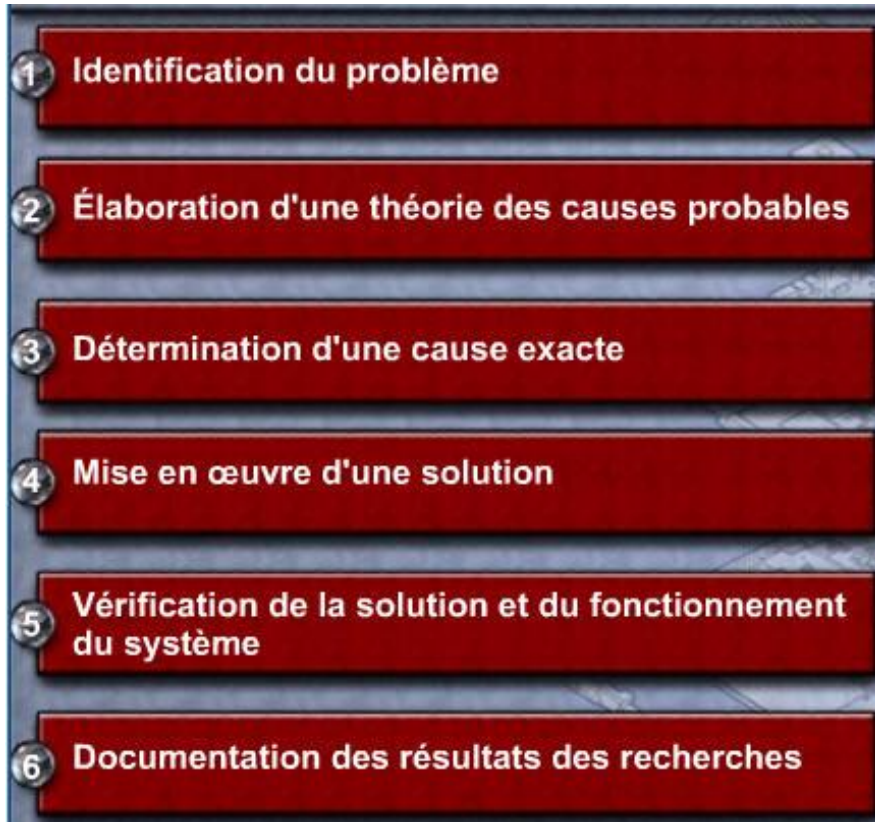 1 Identification du problème
2 Élaboration d'une théorie des causes probables
3 Détermination d'une cause exacte
4 Mise en œuvre d'une solution
5 Vérification de la solution et du fonctionnement
du système
6 Documentation des résultats des recherches